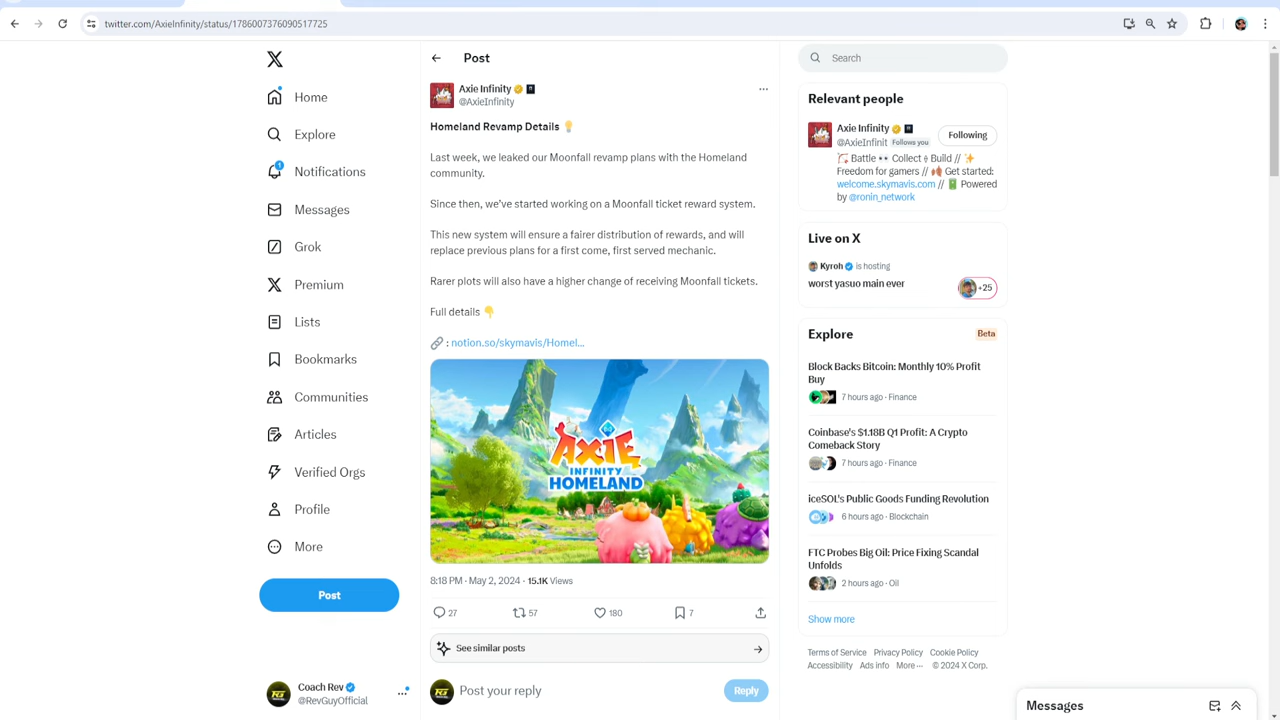 twitter.com/AxieInfinity/status/1786007376090517725
Home
Explore
1
Notifications
Messages
Grok
Premium
Lists
Bookmarks
Communities
Articles
Verified Orgs
Profile
More
Post
Coach Rev
@RevGuyOfficial
Post
Axie Infinity
@AxieInfinity
Homeland Revamp Details
Last week, we leaked our Moonfall revamp plans with the Homeland
community.
Since then, we've started working on a Moonfall ticket reward system.
This new system will ensure a fairer distribution of rewards, and will
replace previous plans for a first come, first served mechanic.
Rarer plots will also have a higher change of receiving Moonfall tickets.
Full details
: notion.so/skymavis/Homel...
AXIE
INFINITY
HOMELAND
8:18 PM · May 2, 2024 · 15.1K Views
27
57
180
7
See similar posts
Post your reply
Reply
Search
Relevant people
Axie Infinity
@AxieInfinit Follows you
Following
Battle Collect Build //
Freedom for gamers // Get started:
welcome.skymavis.com // Powered
by @ronin_network
Live on X
Kyroh is hosting
worst yasuo main ever
+25
Explore
Beta
Block Backs Bitcoin: Monthly 10% Profit
Buy
7 hours ago · Finance
Coinbase's $1.18B Q1 Profit: A Crypto
Comeback Story
7 hours ago · Finance
iceSOL's Public Goods Funding Revolution
6 hours ago · Blockchain
FTC Probes Big Oil: Price Fixing Scandal
Unfolds
2 hours ago · Oil
Show more
Terms of Service Privacy Policy Cookie Policy
Accessibility Ads info More ··· © 2024 X Corp.
Messages